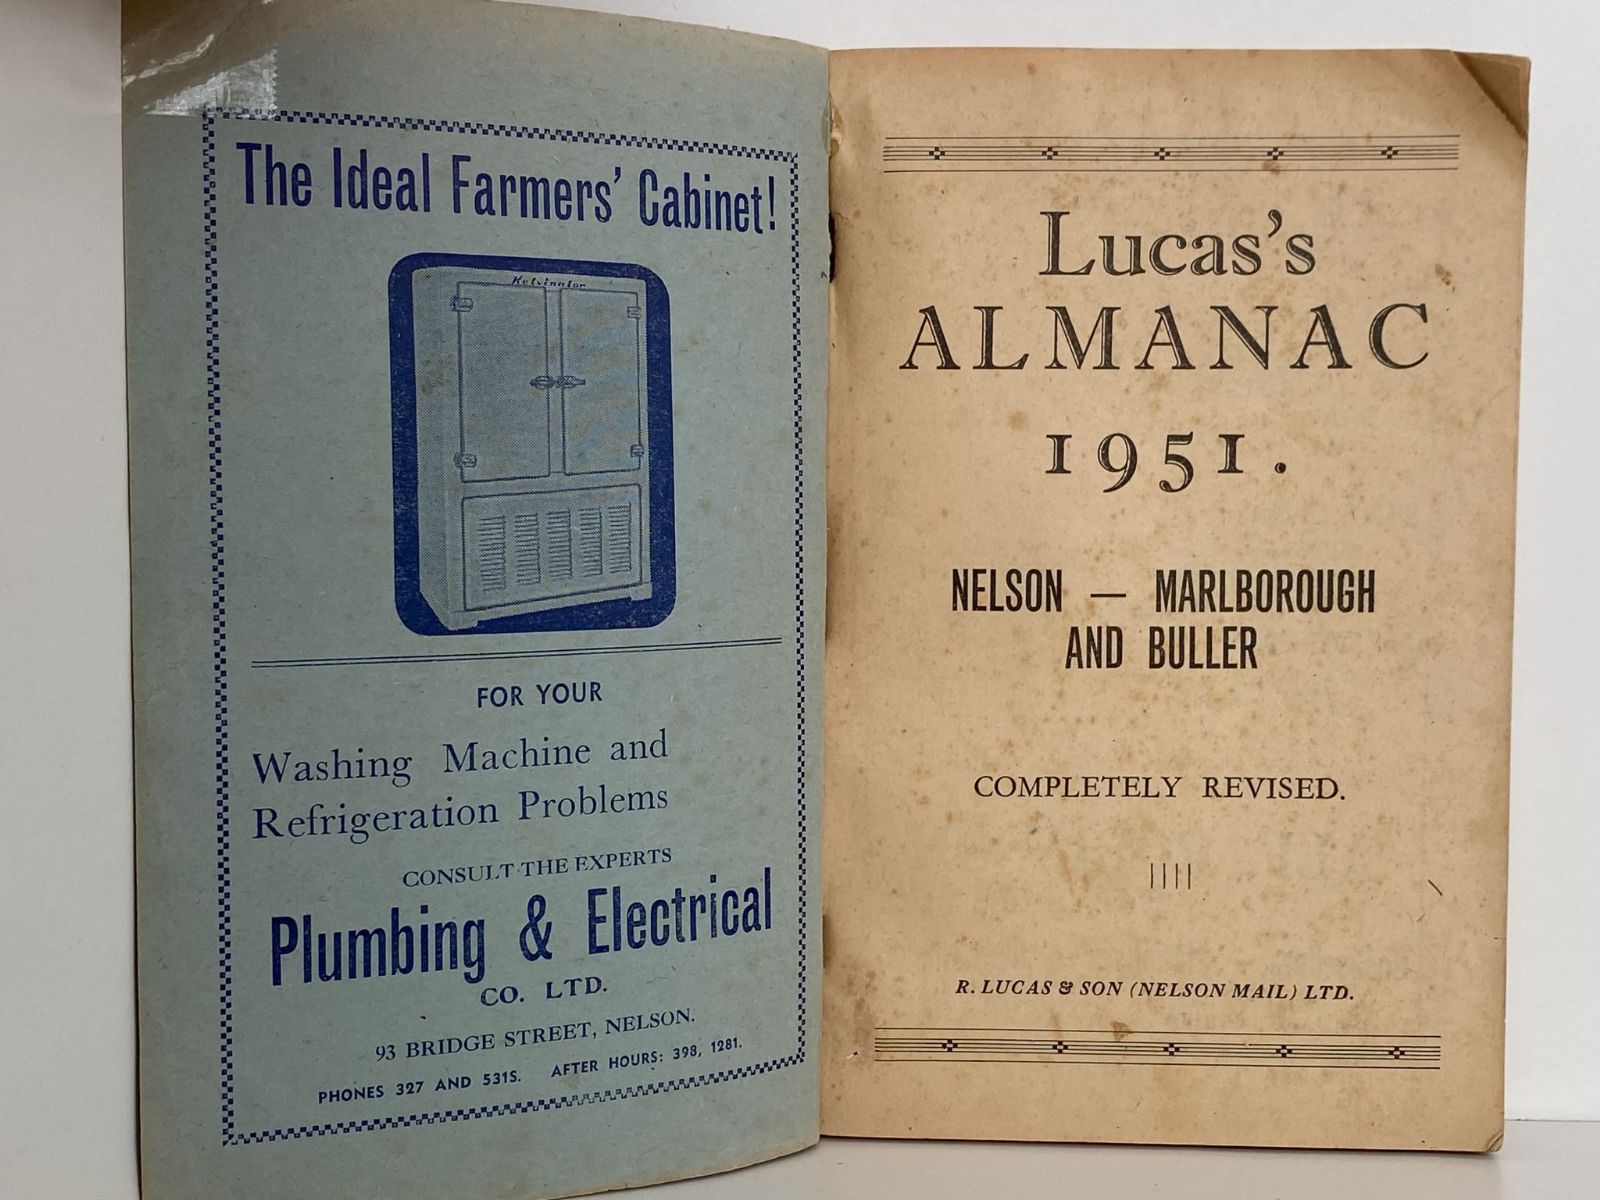 The Ideal Farmers' Cabinet!
Kelvinator
FOR YOUR
Washing Machine and
Refrigeration Problems
CONSULT THE EXPERTS
Plumbing & Electrical
CO. LTD.
93 BRIDGE STREET, NELSON.
PHONES 327 AND 531S. AFTER HOURS: 398, 1281.
Lucas's
ALMANAC
1951.
NELSON — MARLBOROUGH
AND BULLER
COMPLETELY REVISED.
R. LUCAS & SON (NELSON MAIL) LTD.